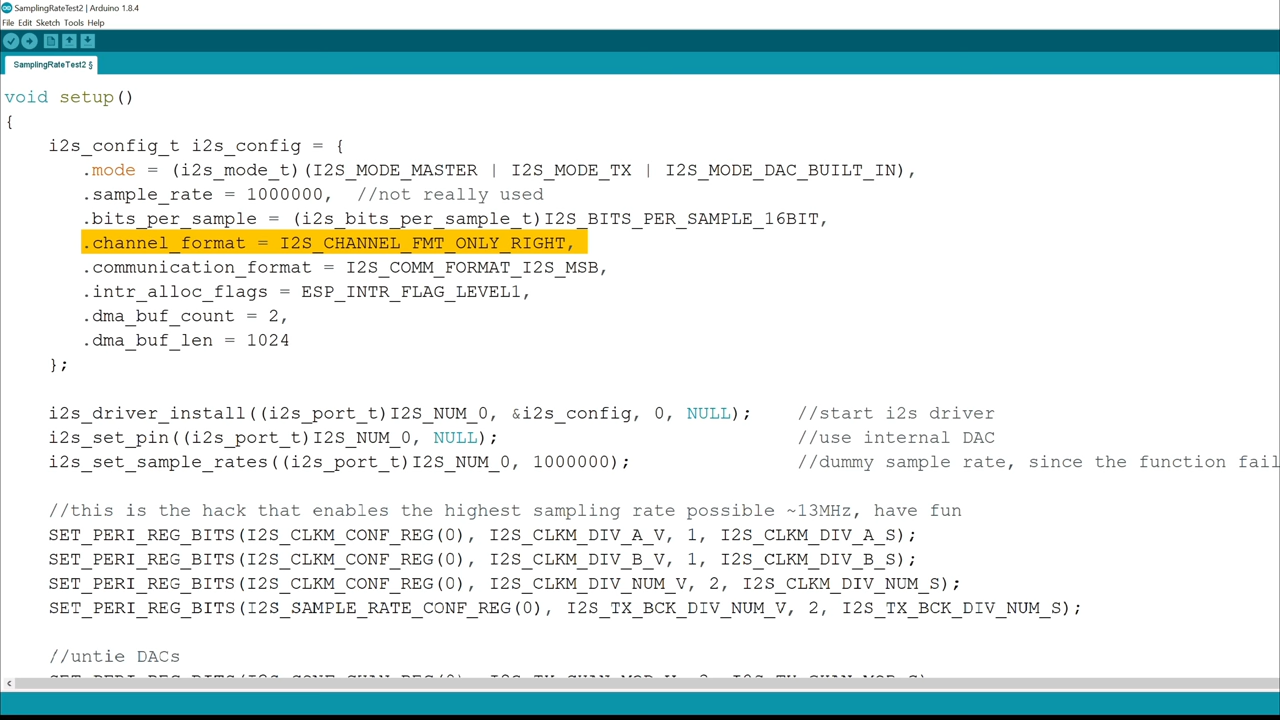 SamplingRateTest2 | Arduino 1.8.4
File Edit Sketch Tools Help
SamplingRateTest2 §
void setup()
{
i2s_config_t i2s_config = {
.mode = (i2s_mode_t)(I2S_MODE_MASTER | I2S_MODE_TX | I2S_MODE_DAC_BUILT_IN),
.sample_rate = 1000000, //not really used
.bits_per_sample = (i2s_bits_per_sample_t)I2S_BITS_PER_SAMPLE_16BIT,
.channel_format = I2S_CHANNEL_FMT_ONLY_RIGHT,
.communication_format = I2S_COMM_FORMAT_I2S_MSB,
.intr_alloc_flags = ESP_INTR_FLAG_LEVEL1,
.dma_buf_count = 2,
.dma_buf_len = 1024
};
i2s_driver_install((i2s_port_t)I2S_NUM_0, &i2s_config, 0, NULL); //start i2s driver
i2s_set_pin((i2s_port_t)I2S_NUM_0, NULL); //use internal DAC
i2s_set_sample_rates((i2s_port_t)I2S_NUM_0, 1000000); //dummy sample rate, since the function fail
//this is the hack that enables the highest sampling rate possible ~13MHz, have fun
SET_PERI_REG_BITS(I2S_CLKM_CONF_REG(0), I2S_CLKM_DIV_A_V, 1, I2S_CLKM_DIV_A_S);
SET_PERI_REG_BITS(I2S_CLKM_CONF_REG(0), I2S_CLKM_DIV_B_V, 1, I2S_CLKM_DIV_B_S);
SET_PERI_REG_BITS(I2S_CLKM_CONF_REG(0), I2S_CLKM_DIV_NUM_V, 2, I2S_CLKM_DIV_NUM_S);
SET_PERI_REG_BITS(I2S_SAMPLE_RATE_CONF_REG(0), I2S_TX_BCK_DIV_NUM_V, 2, I2S_TX_BCK_DIV_NUM_S);
//untie DACs